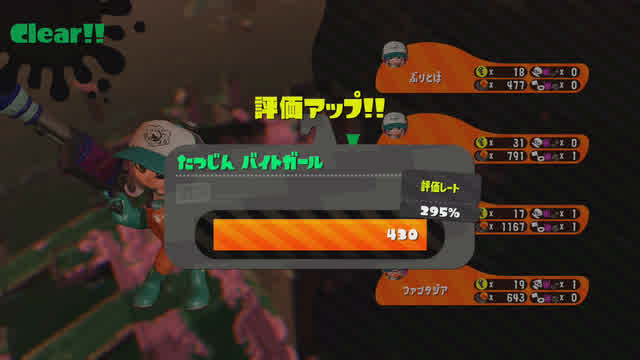 Clear!!
ぷりとは
x 18
x 0
x 477
x 0
評価アップ!!
x 31
x 0
x 791
x 1
たつじん バイトガール
評価レート
295%
x 17
x 1
x 1167
x 1
430
ファンタジア
x 19
x 1
x 643
x 0